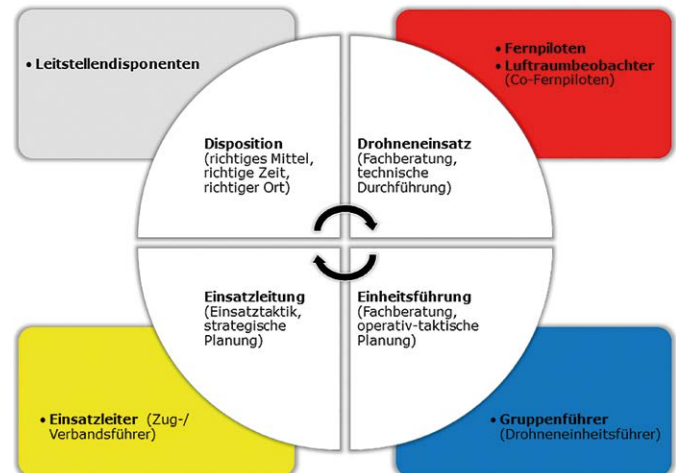 • Leitstellendisponenten
• Fernpiloten
• Luftraumbeobachter
(Co-Fernpiloten)
Disposition
(richtiges Mittel,
richtige Zeit,
richtiger Ort)
Drohneneinsatz
(Fachberatung,
technische
Durchführung)
Einsatzleitung
(Einsatztaktik,
strategische
Planung)
Einheitsführung
(Fachberatung,
operativ-taktische
Planung)
• Einsatzleiter (Zug-/
Verbandsführer)
• Gruppenführer
(Drohneneinheitsführer)